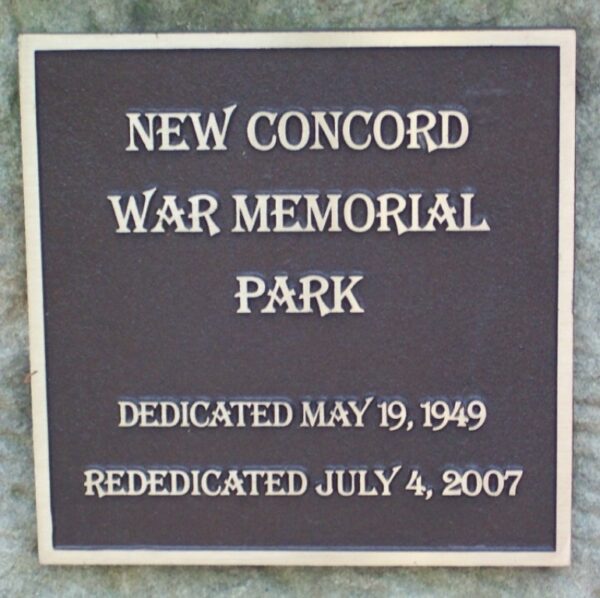 NEW CONCORD
WAR MEMORIAL
PARK
DEDICATED MAY 19, 1949
REDEDICATED JULY 4, 2007